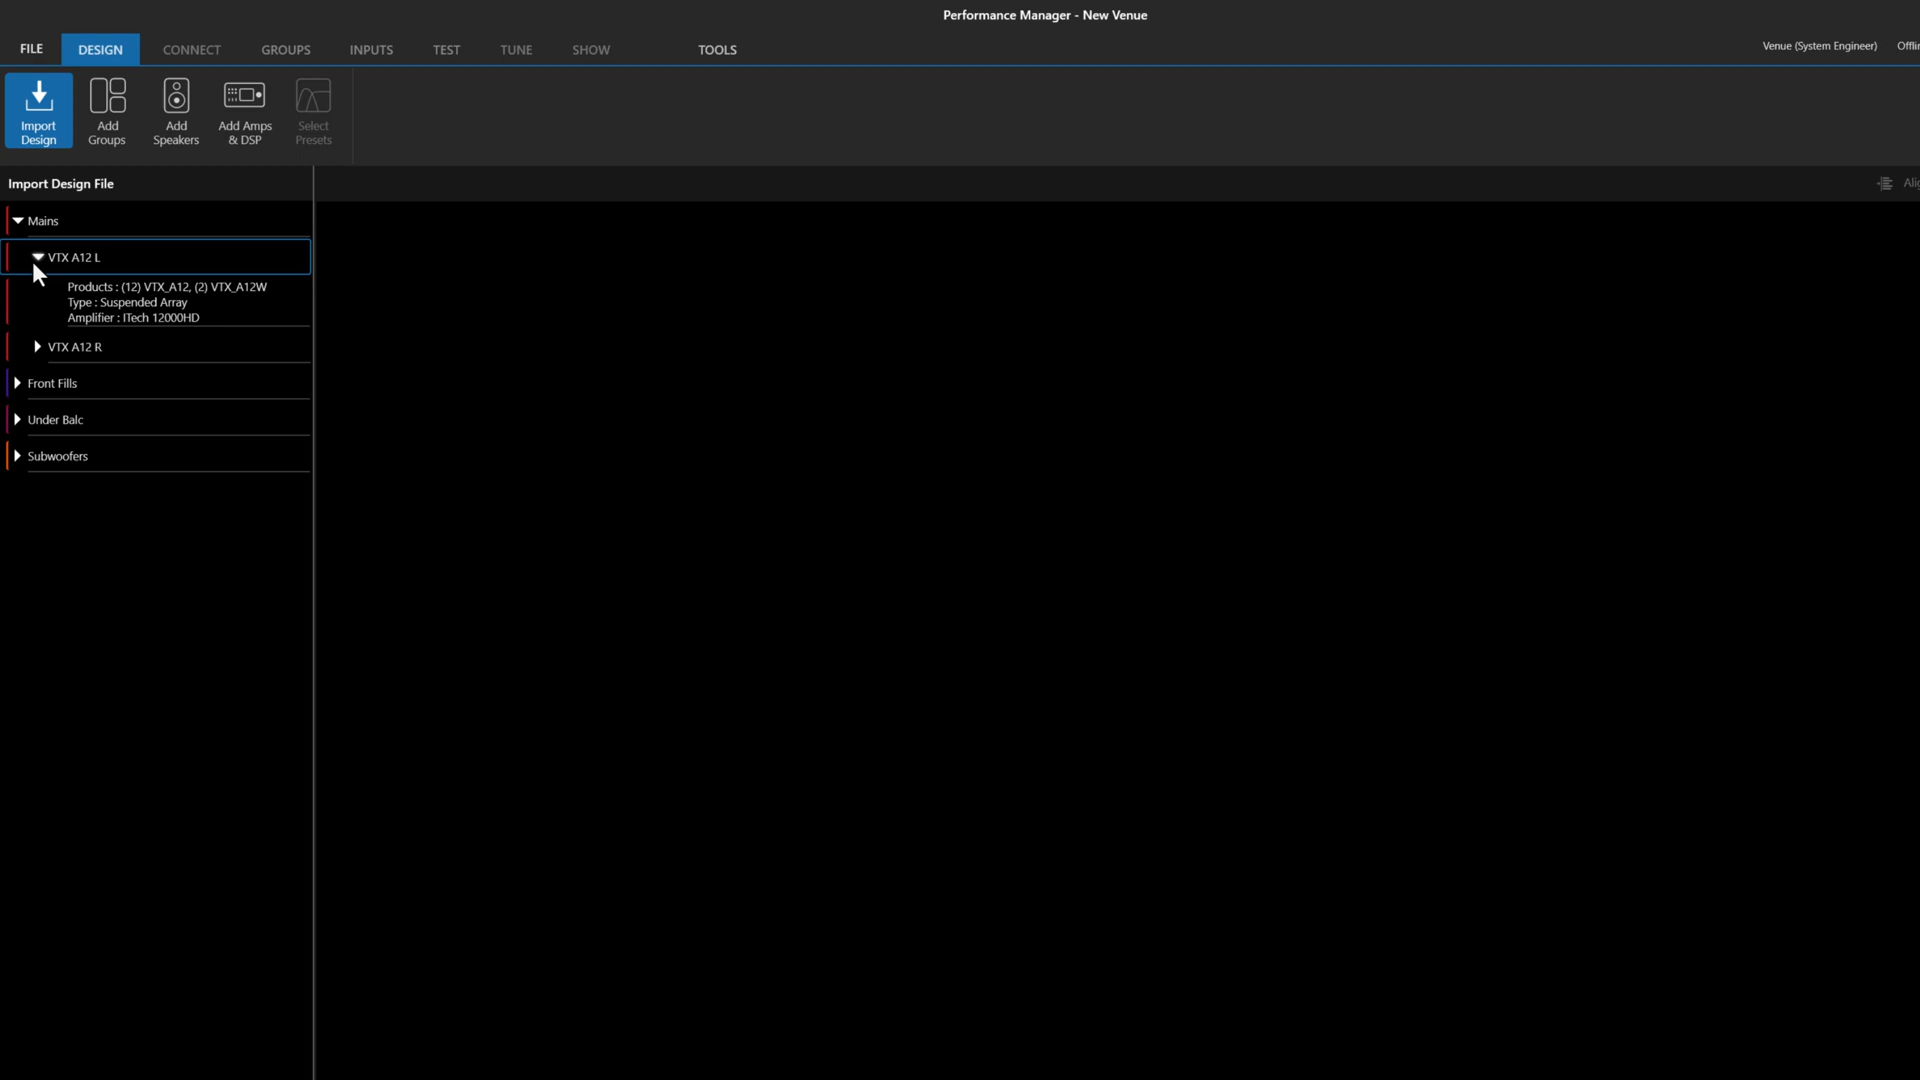 Performance Manager - New Venue
FILE DESIGN CONNECT GROUPS INPUTS TEST TUNE SHOW TOOLS
Venue (System Engineer)
Import Design
Add Groups
Add Speakers
Add Amps & DSP
Select Presets
Import Design File
Mains
VTX A12 L
Products : (12) VTX_A12, (2) VTX_A12W
Type : Suspended Array
Amplifier : ITech 12000HD
VTX A12 R
Front Fills
Under Balc
Subwoofers